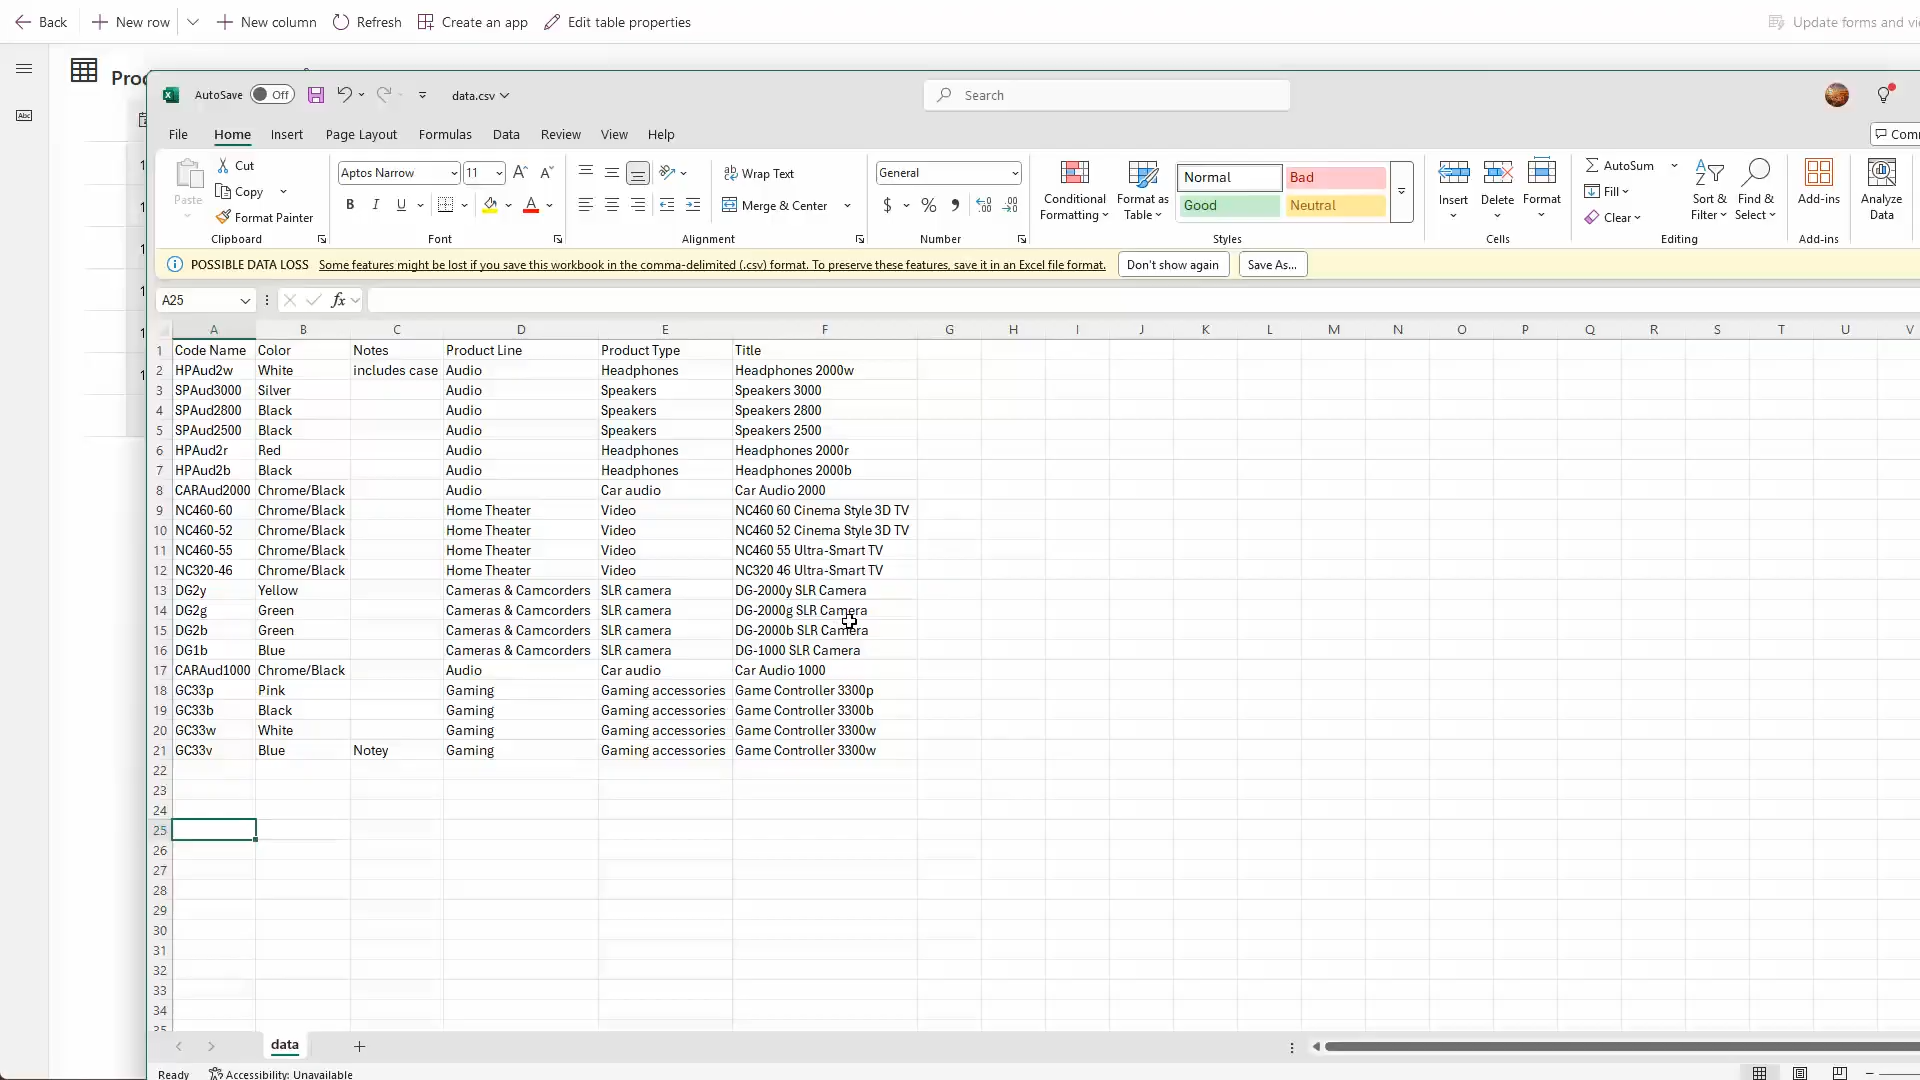 Back New row New column Refresh Create an app Edit table properties Update forms and vie
Proc
AutoSave Off data.csv Search
File Home Insert Page Layout Formulas Data Review View Help Comm
Paste Cut Copy Format Painter Clipboard
Aptos Narrow 11 B I U A Font
Wrap Text Merge & Center Alignment
General $ % Number
Conditional Formatting Format as Table Normal Bad Good Neutral Styles
Insert Delete Format Cells
AutoSum Fill Clear Sort & Filter Find & Select Editing
Add-ins Add-ins Analyze Data
POSSIBLE DATA LOSS Some features might be lost if you save this workbook in the comma-delimited (.csv) format. To preserve these features, save it in an Excel file format. Don't show again Save As...
A25 fx
A B C D E F G H I J K L M N O P Q R S T U V
1 Code Name Color Notes Product Line Product Type Title
2 HPAud2w White includes case Audio Headphones Headphones 2000w
3 SPAud3000 Silver Audio Speakers Speakers 3000
4 SPAud2800 Black Audio Speakers Speakers 2800
5 SPAud2500 Black Audio Speakers Speakers 2500
6 HPAud2r Red Audio Headphones Headphones 2000r
7 HPAud2b Black Audio Headphones Headphones 2000b
8 CARAud2000 Chrome/Black Audio Car audio Car Audio 2000
9 NC460-60 Chrome/Black Home Theater Video NC460 60 Cinema Style 3D TV
10 NC460-52 Chrome/Black Home Theater Video NC460 52 Cinema Style 3D TV
11 NC460-55 Chrome/Black Home Theater Video NC460 55 Ultra-Smart TV
12 NC320-46 Chrome/Black Home Theater Video NC320 46 Ultra-Smart TV
13 DG2y Yellow Cameras & Camcorders SLR camera DG-2000y SLR Camera
14 DG2g Green Cameras & Camcorders SLR camera DG-2000g SLR Camera
15 DG2b Green Cameras & Camcorders SLR camera DG-2000b SLR Camera
16 DG1b Blue Cameras & Camcorders SLR camera DG-1000 SLR Camera
17 CARAud1000 Chrome/Black Audio Car audio Car Audio 1000
18 GC33p Pink Gaming Gaming accessories Game Controller 3300p
19 GC33b Black Gaming Gaming accessories Game Controller 3300b
20 GC33w White Gaming Gaming accessories Game Controller 3300w
21 GC33v Blue Notey Gaming Gaming accessories Game Controller 3300w
22
23
24
25
26
27
28
29
30
31
32
33
34
35
data
Ready Accessibility: Unavailable